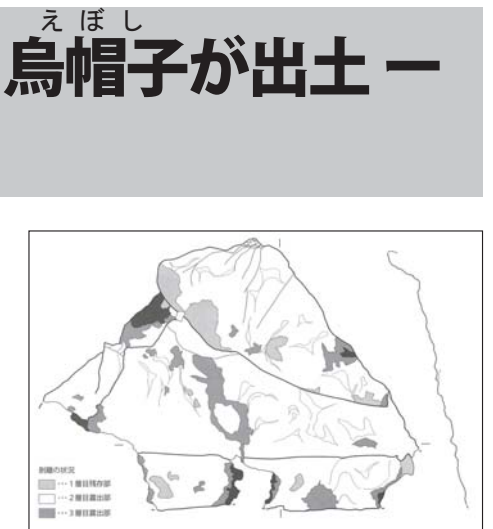 えぼし
烏帽子が出土 ー
剥離の状況
…1層目残存部
…2層目露出部
…3層目露出部